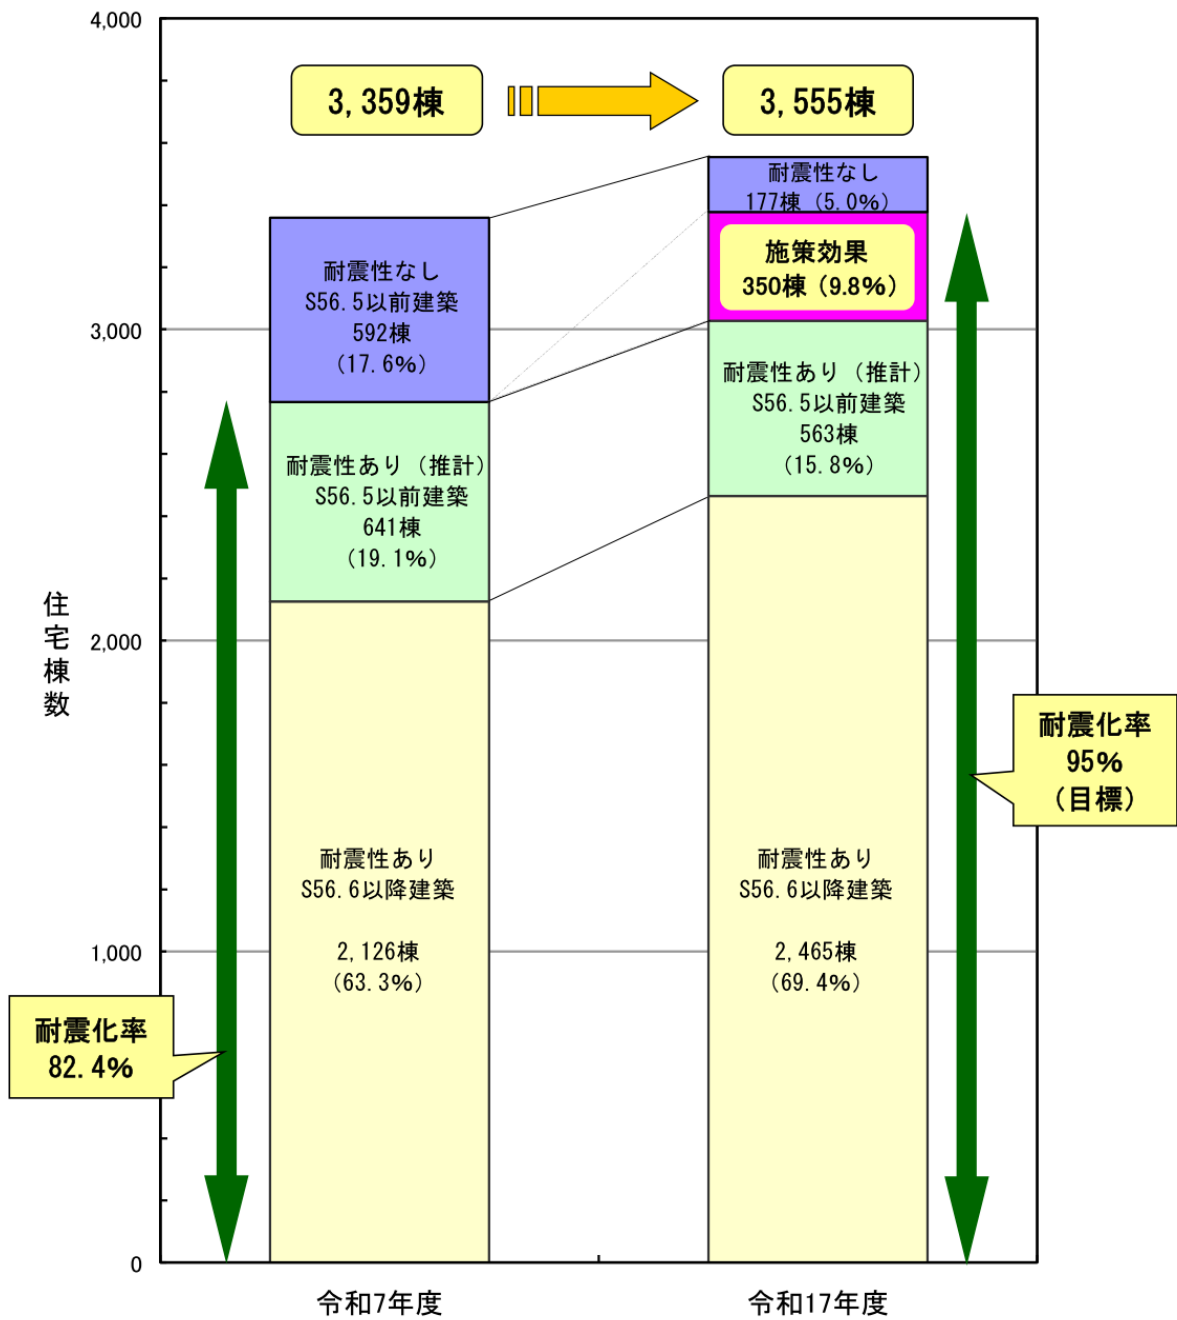 4,000
3,000
2,000
1,000
0
住宅棟数
3,359棟
3,555棟
耐震性なし
S56.5以前建築
592棟
(17.6%)
耐震性あり（推計）
S56.5以前建築
641棟
(19.1%)
耐震性あり
S56.6以降建築
2,126棟
(63.3%)
耐震化率
82.4%
令和7年度
耐震性なし
177棟 (5.0%)
施策効果
350棟 (9.8%)
耐震性あり（推計）
S56.5以前建築
563棟
(15.8%)
耐震性あり
S56.6以降建築
2,465棟
(69.4%)
耐震化率
95%
（目標）
令和17年度